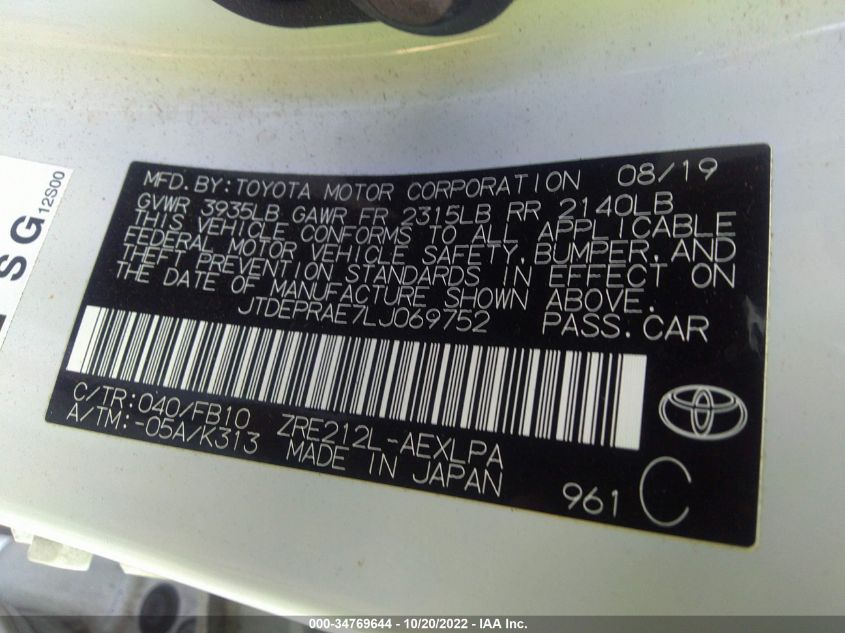 MFD. BY: TOYOTA MOTOR CORPORATION 08/19
GVWR 3935LB GAWR FR 2315LB RR 2140LB
THIS VEHICLE CONFORMS TO ALL APPLICABLE
FEDERAL MOTOR VEHICLE SAFETY, BUMPER, AND
THEFT PREVENTION STANDARDS IN EFFECT ON
THE DATE OF MANUFACTURE SHOWN ABOVE.
JTDEPRAE7LJ069752 PASS. CAR
C/TR: 040/FB10 ZRE212L-AEXLPA
A/TM: -05A/K313 MADE IN JAPAN
961 C
SG
12S00
000-34769644 | 10/20/2022 - IAA Inc.